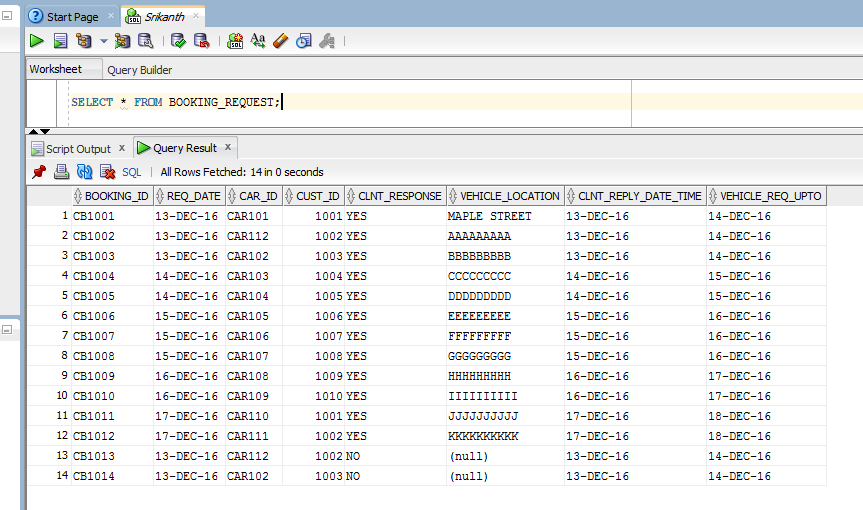 Start Page
Srikanth
Worksheet Query Builder
SELECT * FROM BOOKING_REQUEST;
Script Output x Query Result x
SQL | All Rows Fetched: 14 in 0 seconds
BOOKING_ID REQ_DATE CAR_ID CUST_ID CLNT_RESPONSE VEHICLE_LOCATION CLNT_REPLY_DATE_TIME VEHICLE_REQ_UPTO
1 CB1001 13-DEC-16 CAR101 1001 YES MAPLE STREET 13-DEC-16 14-DEC-16
2 CB1002 13-DEC-16 CAR112 1002 YES AAAAAAAAA 13-DEC-16 14-DEC-16
3 CB1003 13-DEC-16 CAR102 1003 YES BBBBBBBBB 13-DEC-16 14-DEC-16
4 CB1004 14-DEC-16 CAR103 1004 YES CCCCCCCCC 14-DEC-16 15-DEC-16
5 CB1005 14-DEC-16 CAR104 1005 YES DDDDDDDDD 14-DEC-16 15-DEC-16
6 CB1006 15-DEC-16 CAR105 1006 YES EEEEEEEEE 15-DEC-16 16-DEC-16
7 CB1007 15-DEC-16 CAR106 1007 YES FFFFFFFFF 15-DEC-16 16-DEC-16
8 CB1008 15-DEC-16 CAR107 1008 YES GGGGGGGGG 15-DEC-16 16-DEC-16
9 CB1009 16-DEC-16 CAR108 1009 YES HHHHHHHHH 16-DEC-16 17-DEC-16
10 CB1010 16-DEC-16 CAR109 1010 YES IIIIIIIIII 16-DEC-16 17-DEC-16
11 CB1011 17-DEC-16 CAR110 1001 YES JJJJJJJJJJ 17-DEC-16 18-DEC-16
12 CB1012 17-DEC-16 CAR111 1002 YES KKKKKKKKKK 17-DEC-16 18-DEC-16
13 CB1013 13-DEC-16 CAR112 1002 NO (null) 13-DEC-16 14-DEC-16
14 CB1014 13-DEC-16 CAR102 1003 NO (null) 13-DEC-16 14-DEC-16